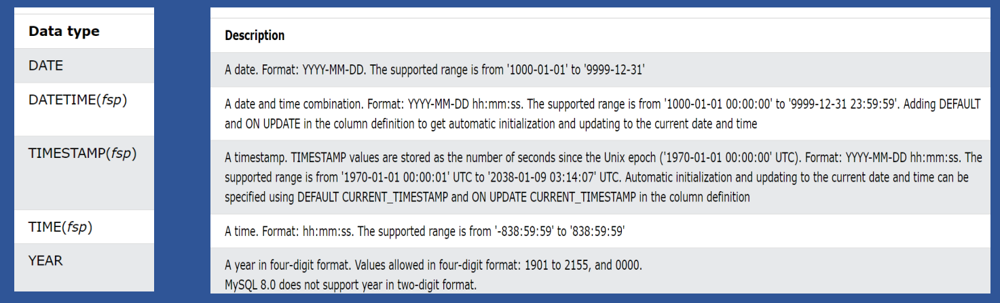 Data type
Description
DATE
A date. Format: YYYY-MM-DD. The supported range is from '1000-01-01' to '9999-12-31'
DATETIME(fsp)
A date and time combination. Format: YYYY-MM-DD hh:mm:ss. The supported range is from '1000-01-01 00:00:00' to '9999-12-31 23:59:59'. Adding DEFAULT
and ON UPDATE in the column definition to get automatic initialization and updating to the current date and time
TIMESTAMP(fsp)
A timestamp. TIMESTAMP values are stored as the number of seconds since the Unix epoch ('1970-01-01 00:00:00' UTC). Format: YYYY-MM-DD hh:mm:ss. The
supported range is from '1970-01-01 00:00:01' UTC to '2038-01-09 03:14:07' UTC. Automatic initialization and updating to the current date and time can be
specified using DEFAULT CURRENT_TIMESTAMP and ON UPDATE CURRENT_TIMESTAMP in the column definition
TIME(fsp)
A time. Format: hh:mm:ss. The supported range is from '-838:59:59' to '838:59:59'
YEAR
A year in four-digit format. Values allowed in four-digit format: 1901 to 2155, and 0000.
MySQL 8.0 does not support year in two-digit format.